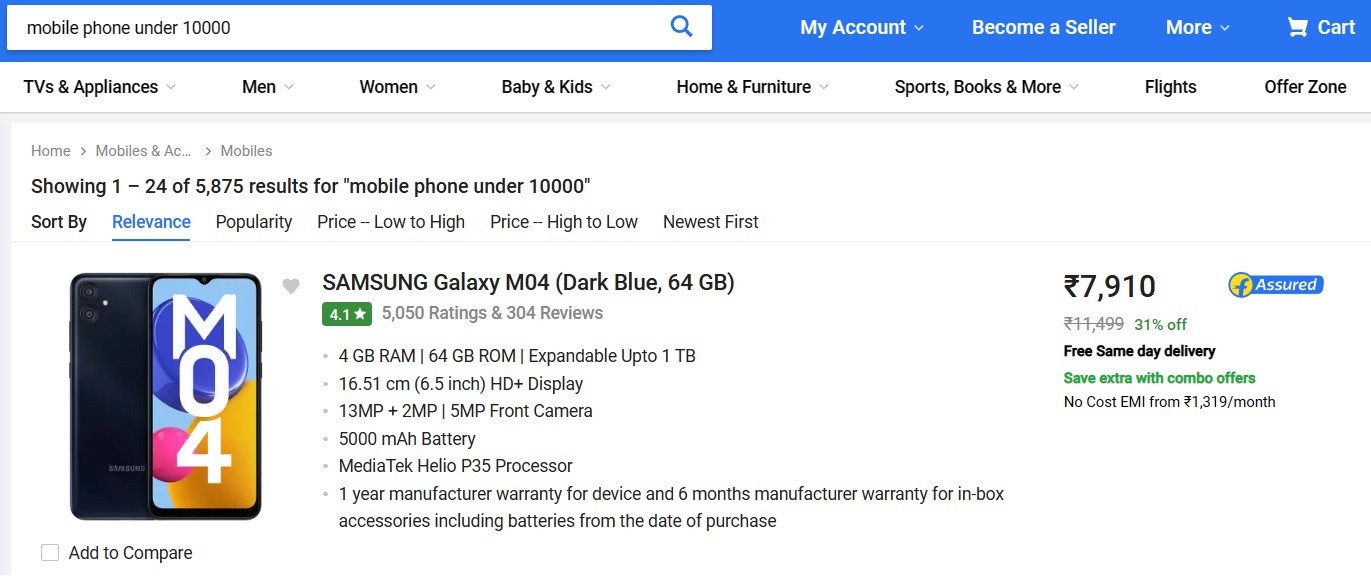 mobile phone under 10000
My Account
Become a Seller
More
Cart
TVs & Appliances
Men
Women
Baby & Kids
Home & Furniture
Sports, Books & More
Flights
Offer Zone
Home > Mobiles & Ac... > Mobiles
Showing 1 – 24 of 5,875 results for "mobile phone under 10000"
Sort By Relevance Popularity Price -- Low to High Price -- High to Low Newest First
M04
SAMSUNG
Add to Compare
SAMSUNG Galaxy M04 (Dark Blue, 64 GB)
4.1★ 5,050 Ratings & 304 Reviews
4 GB RAM | 64 GB ROM | Expandable Upto 1 TB
16.51 cm (6.5 inch) HD+ Display
13MP + 2MP | 5MP Front Camera
5000 mAh Battery
MediaTek Helio P35 Processor
1 year manufacturer warranty for device and 6 months manufacturer warranty for in-box
accessories including batteries from the date of purchase
₹7,910
f Assured
₹11,499 31% off
Free Same day delivery
Save extra with combo offers
No Cost EMI from ₹1,319/month